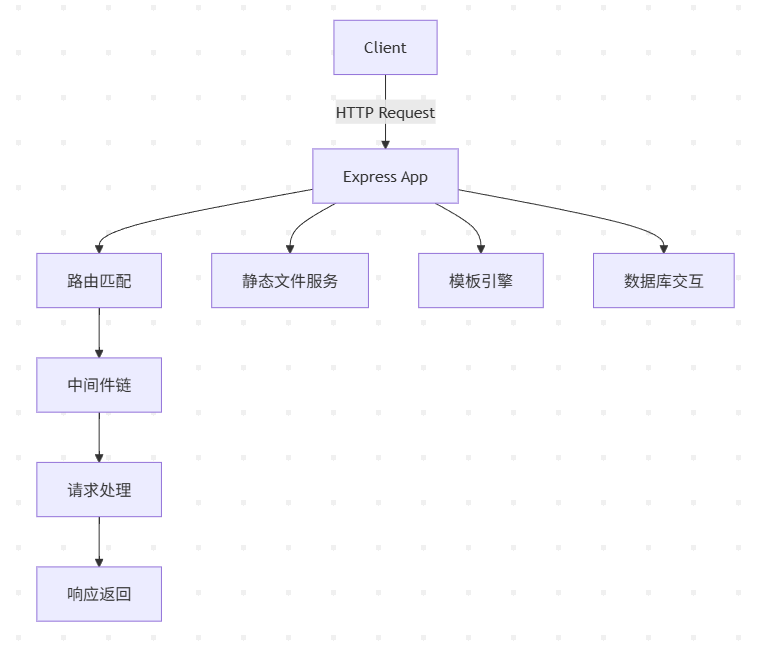 Client
HTTP Request
Express App
路由匹配
静态文件服务
模板引擎
数据库交互
中间件链
请求处理
响应返回